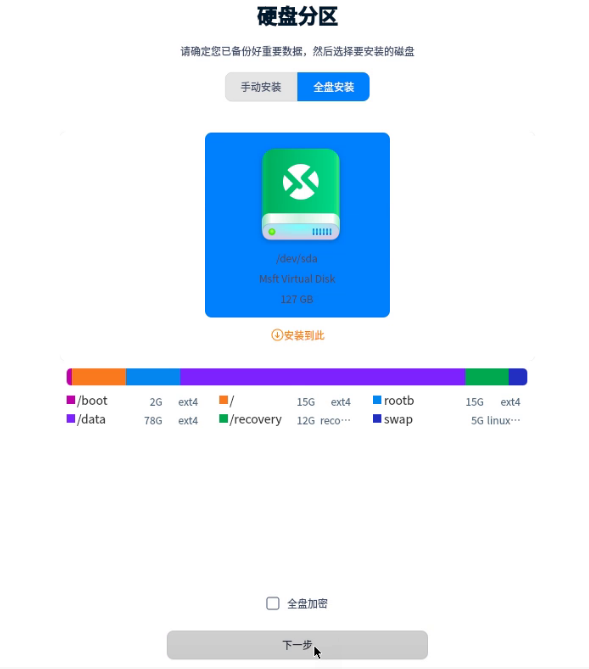 硬盘分区
请确定您已备份好重要数据，然后选择要安装的磁盘
手动安装 全盘安装
/dev/sda
Msft Virtual Disk
127 GB
安装到此
/boot 2G ext4 / 15G ext4 rootb 15G ext4
/data 78G ext4 /recovery 12G reco··· swap 5G linux···
全盘加密
下一步